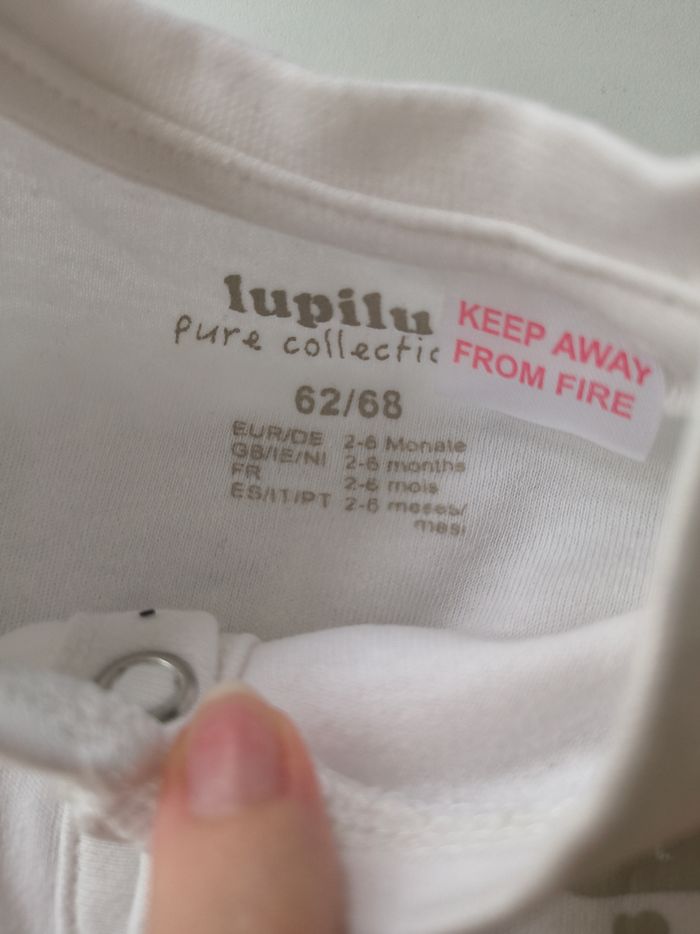 lupilu
pure collectio
KEEP AWAY
FROM FIRE
62/68
EUR/DE 2-6 Monate
GB/IE/NI 2-6 months
FR 2-6 mois
ES/IT/PT 2-6 meses/
mesi